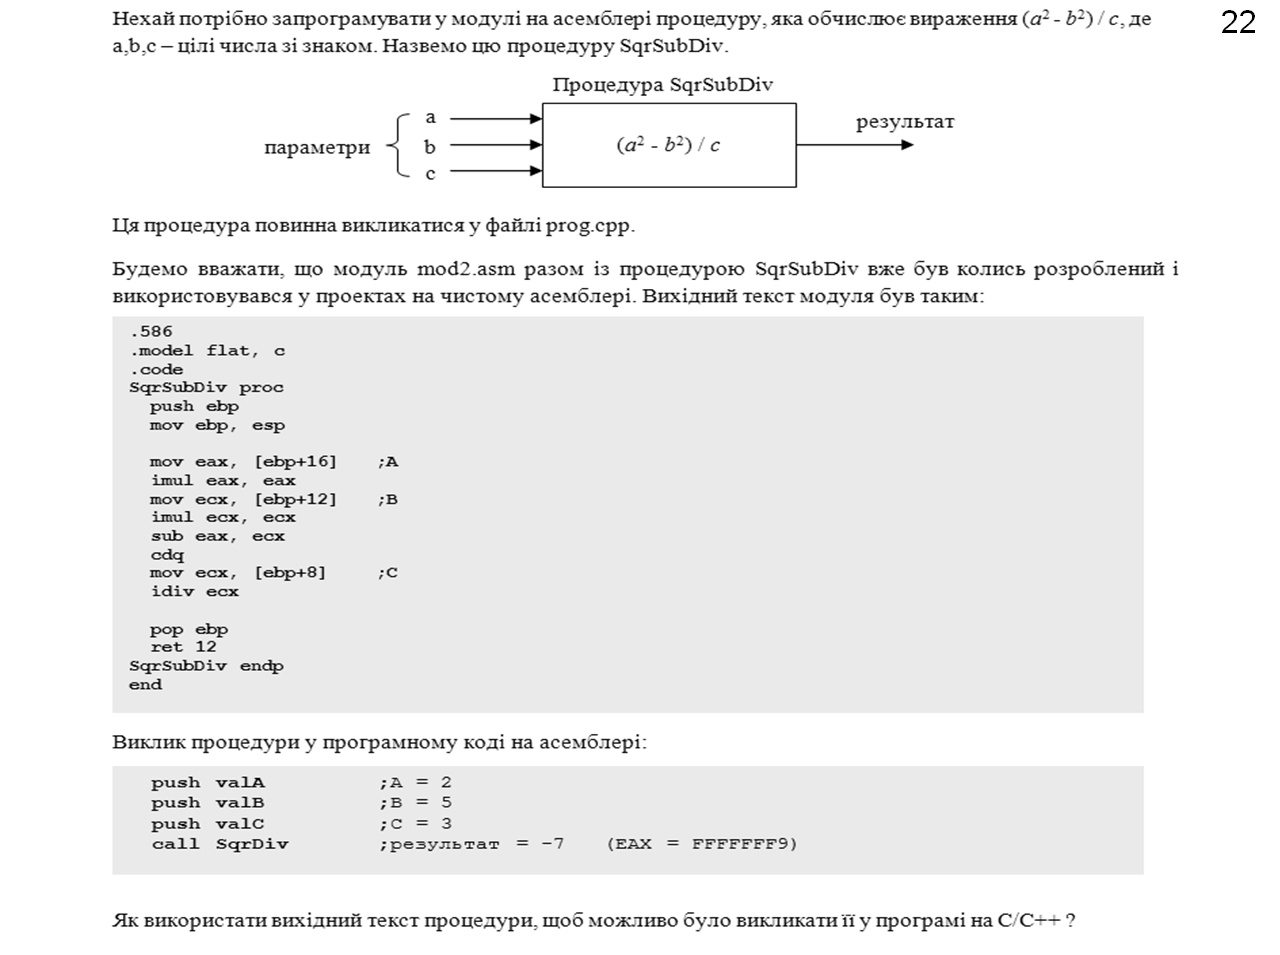 22
Нехай потрібно запрограмувати у модулі на асемблері процедуру, яка обчислює вираження (a² - b²) / c, де
a,b,c – цілі числа зі знаком. Назвемо цю процедуру SqrSubDiv.
Процедура SqrSubDiv
параметри
a
b
c
(a² - b²) / c
результат
Ця процедура повинна викликатися у файлі prog.cpp.
Будемо вважати, що модуль mod2.asm разом із процедурою SqrSubDiv вже був колись розроблений і
використовувався у проектах на чистому асемблері. Вихідний текст модуля був таким:
.586
.model flat, c
.code
SqrSubDiv proc
push ebp
mov ebp, esp
mov eax, [ebp+16] ;A
imul eax, eax
mov ecx, [ebp+12] ;B
imul ecx, ecx
sub eax, ecx
cdq
mov ecx, [ebp+8] ;C
idiv ecx
pop ebp
ret 12
SqrSubDiv endp
end
Виклик процедури у програмному коді на асемблері:
push valA ;A = 2
push valB ;B = 5
push valC ;C = 3
call SqrDiv ;результат = -7 (EAX = FFFFFFF9)
Як використати вихідний текст процедури, щоб можливо було викликати її у програмі на C/C++ ?